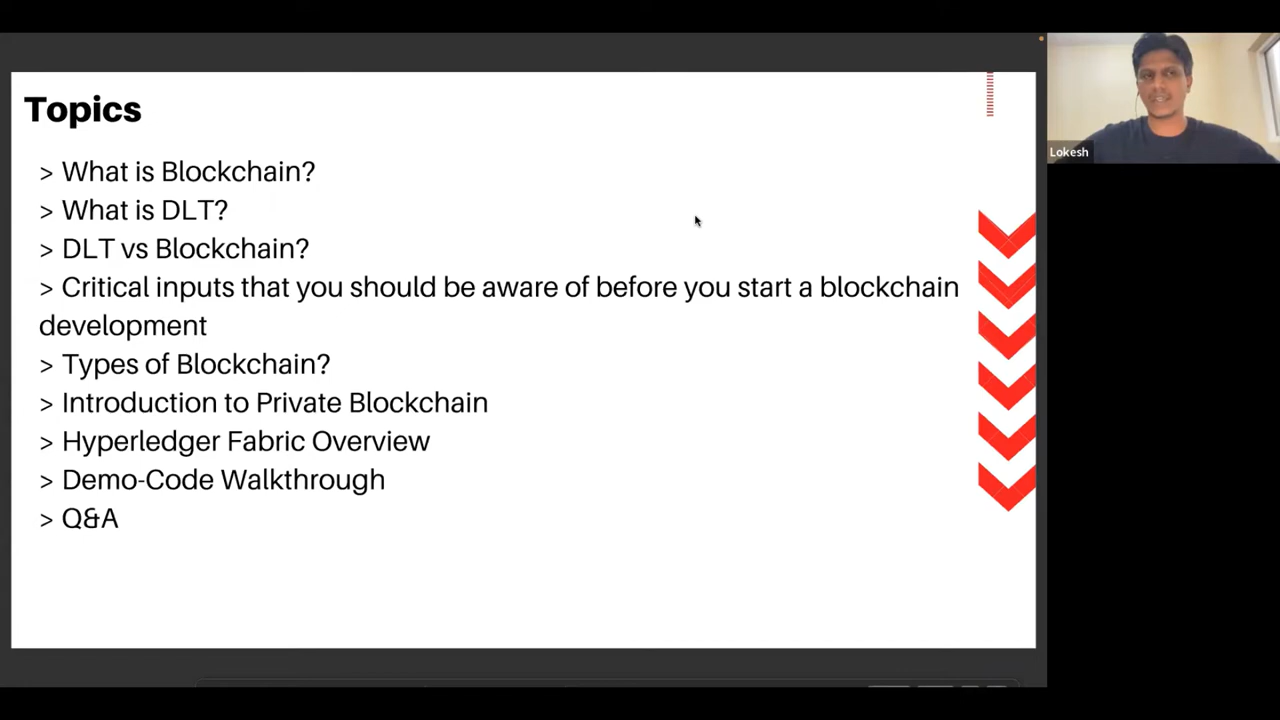 Topics
> What is Blockchain?
> What is DLT?
> DLT vs Blockchain?
> Critical inputs that you should be aware of before you start a blockchain
development
> Types of Blockchain?
> Introduction to Private Blockchain
> Hyperledger Fabric Overview
> Demo-Code Walkthrough
> Q&A
Lokesh